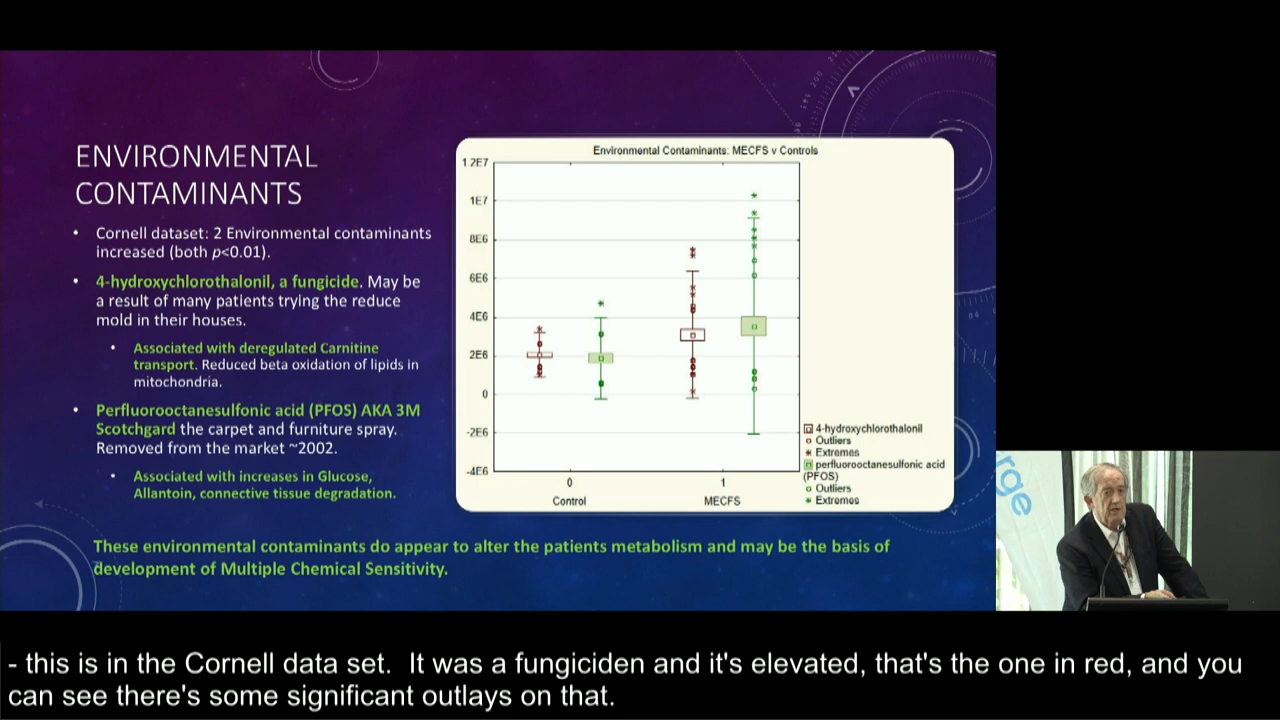 ENVIRONMENTAL
CONTAMINANTS
• Cornell dataset: 2 Environmental contaminants
increased (both p<0.01).
• 4-hydroxychlorothalonil, a fungicide. May be
a result of many patients trying the reduce
mold in their houses.
• Associated with deregulated Carnitine
transport. Reduced beta oxidation of lipids in
mitochondria.
• Perfluorooctanesulfonic acid (PFOS) AKA 3M
Scotchgard the carpet and furniture spray.
Removed from the market ~2002.
• Associated with increases in Glucose,
Allantoin, connective tissue degradation.
Environmental Contaminants: MECFS v Controls
1.2E7
1E7
8E6
6E6
4E6
2E6
0
-2E6
-4E6
0
1
Control
MECFS
4-hydroxychlorothalonil
Outliers
Extremes
perfluorooctanesulfonic acid
(PFOS)
Outliers
Extremes
These environmental contaminants do appear to alter the patients metabolism and may be the basis of
development of Multiple Chemical Sensitivity.
rge
- this is in the Cornell data set. It was a fungiciden and it's elevated, that's the one in red, and you
can see there's some significant outlays on that.